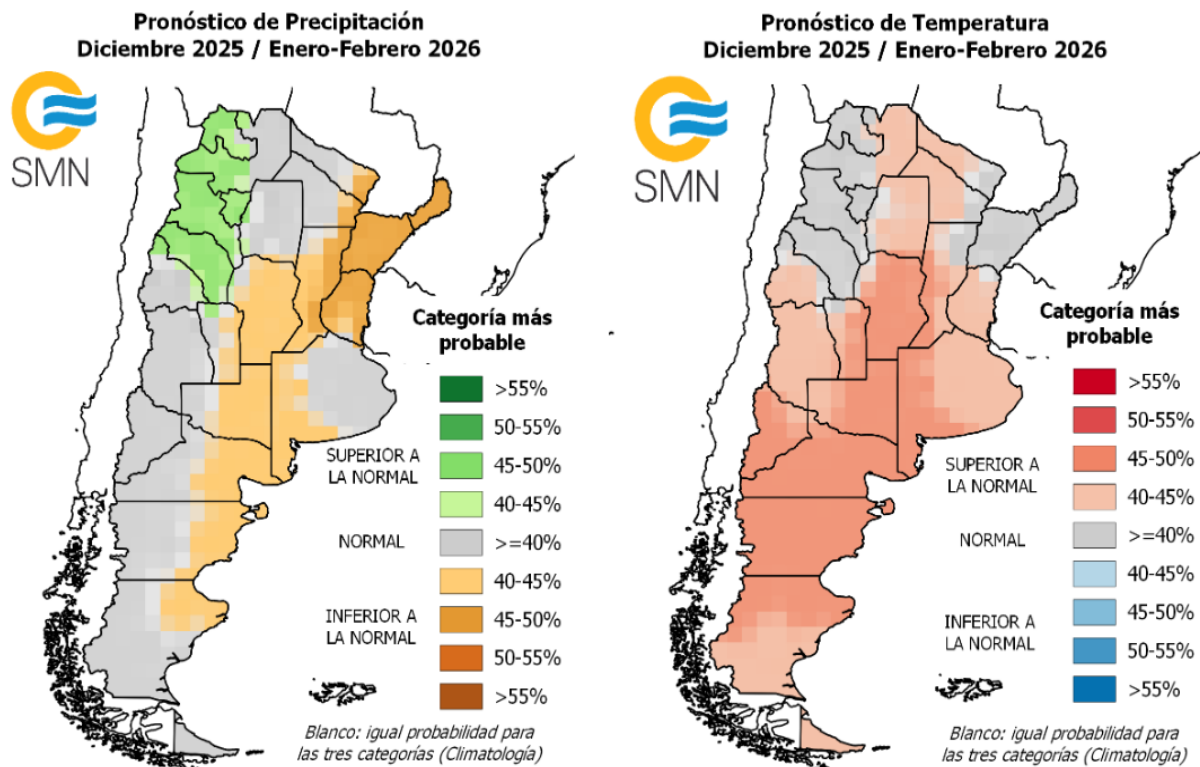 Pronóstico de Precipitación
Diciembre 2025 / Enero-Febrero 2026
SMN
Categoría más
probable
>55%
50-55%
SUPERIOR A
LA NORMAL
45-50%
40-45%
NORMAL
>=40%
40-45%
INFERIOR A
LA NORMAL
45-50%
50-55%
>55%
Blanco: igual probabilidad para
las tres categorías (Climatología)
Pronóstico de Temperatura
Diciembre 2025 / Enero-Febrero 2026
SMN
Categoría más
probable
>55%
50-55%
SUPERIOR A
LA NORMAL
45-50%
40-45%
NORMAL
>=40%
40-45%
INFERIOR A
LA NORMAL
45-50%
50-55%
>55%
Blanco: igual probabilidad para
las tres categorías (Climatología)